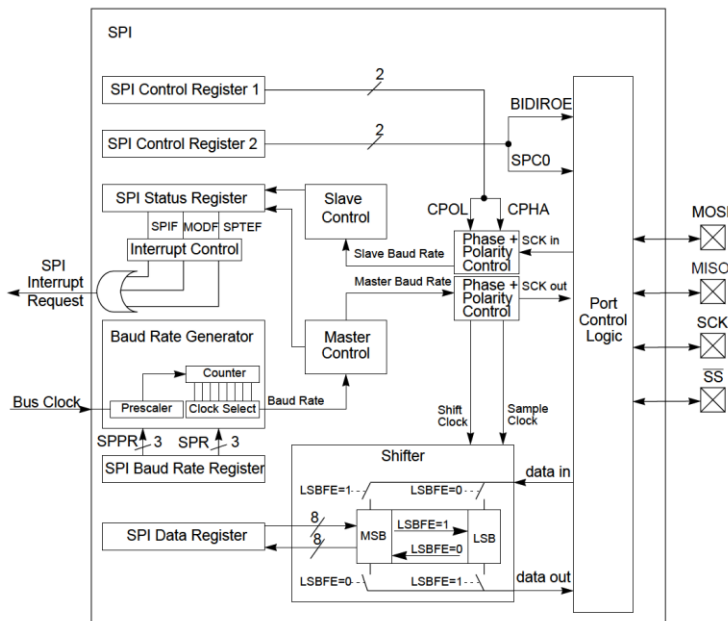 SPI
SPI Control Register 1
2
BIDIROE
SPI Control Register 2
2
SPC0
SPI Status Register
Slave
Control
CPOL
CPHA
MOSI
SPIF
MODF
SPTEF
Interrupt Control
Slave Baud Rate
Phase +
Polarity
Control
SCK in
SPI
Interrupt
Request
Master Baud Rate
Phase +
Polarity
Control
SCK out
MISO
Port
Control
Logic
SCK
Baud Rate Generator
Master
Control
Counter
SS
Bus Clock
Prescaler
Clock Select
Baud Rate
Shift
Clock
Sample
Clock
SPPR
3
SPR
3
SPI Baud Rate Register
Shifter
data in
LSBFE=1
LSBFE=0
SPI Data Register
8
8
MSB
LSBFE=1
LSBFE=0
LSB
LSBFE=0
LSBFE=1
data out